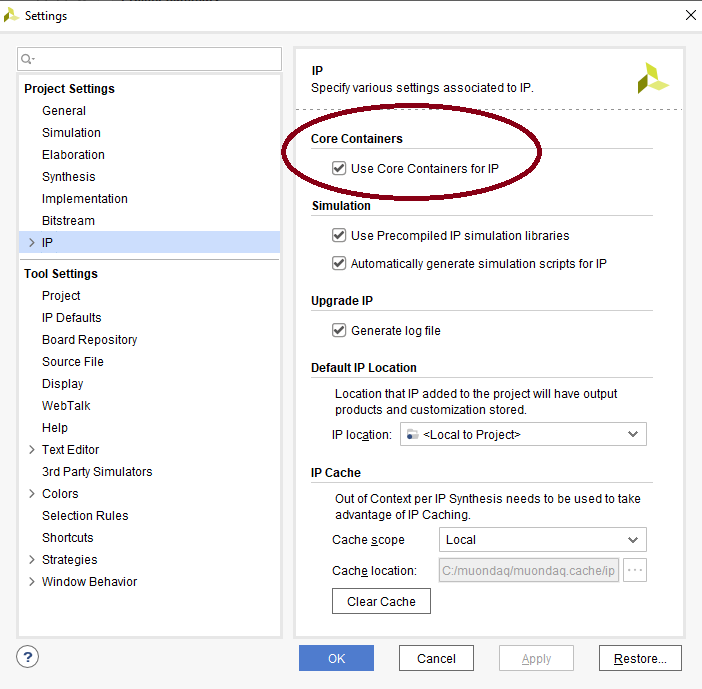 Settings
Project Settings
General
Simulation
Elaboration
Synthesis
Implementation
Bitstream
IP
Tool Settings
Project
IP Defaults
Board Repository
Source File
Display
WebTalk
Help
Text Editor
3rd Party Simulators
Colors
Selection Rules
Shortcuts
Strategies
Window Behavior
IP
Specify various settings associated to IP.
Core Containers
Use Core Containers for IP
Simulation
Use Precompiled IP simulation libraries
Automatically generate simulation scripts for IP
Upgrade IP
Generate log file
Default IP Location
Location that IP added to the project will have output
products and customization stored.
IP location: <Local to Project>
IP Cache
Out of Context per IP Synthesis needs to be used to take
advantage of IP Caching.
Cache scope Local
Cache location: C:/muondaq/muondaq.cache/ip ...
Clear Cache
? OK Cancel Apply Restore...